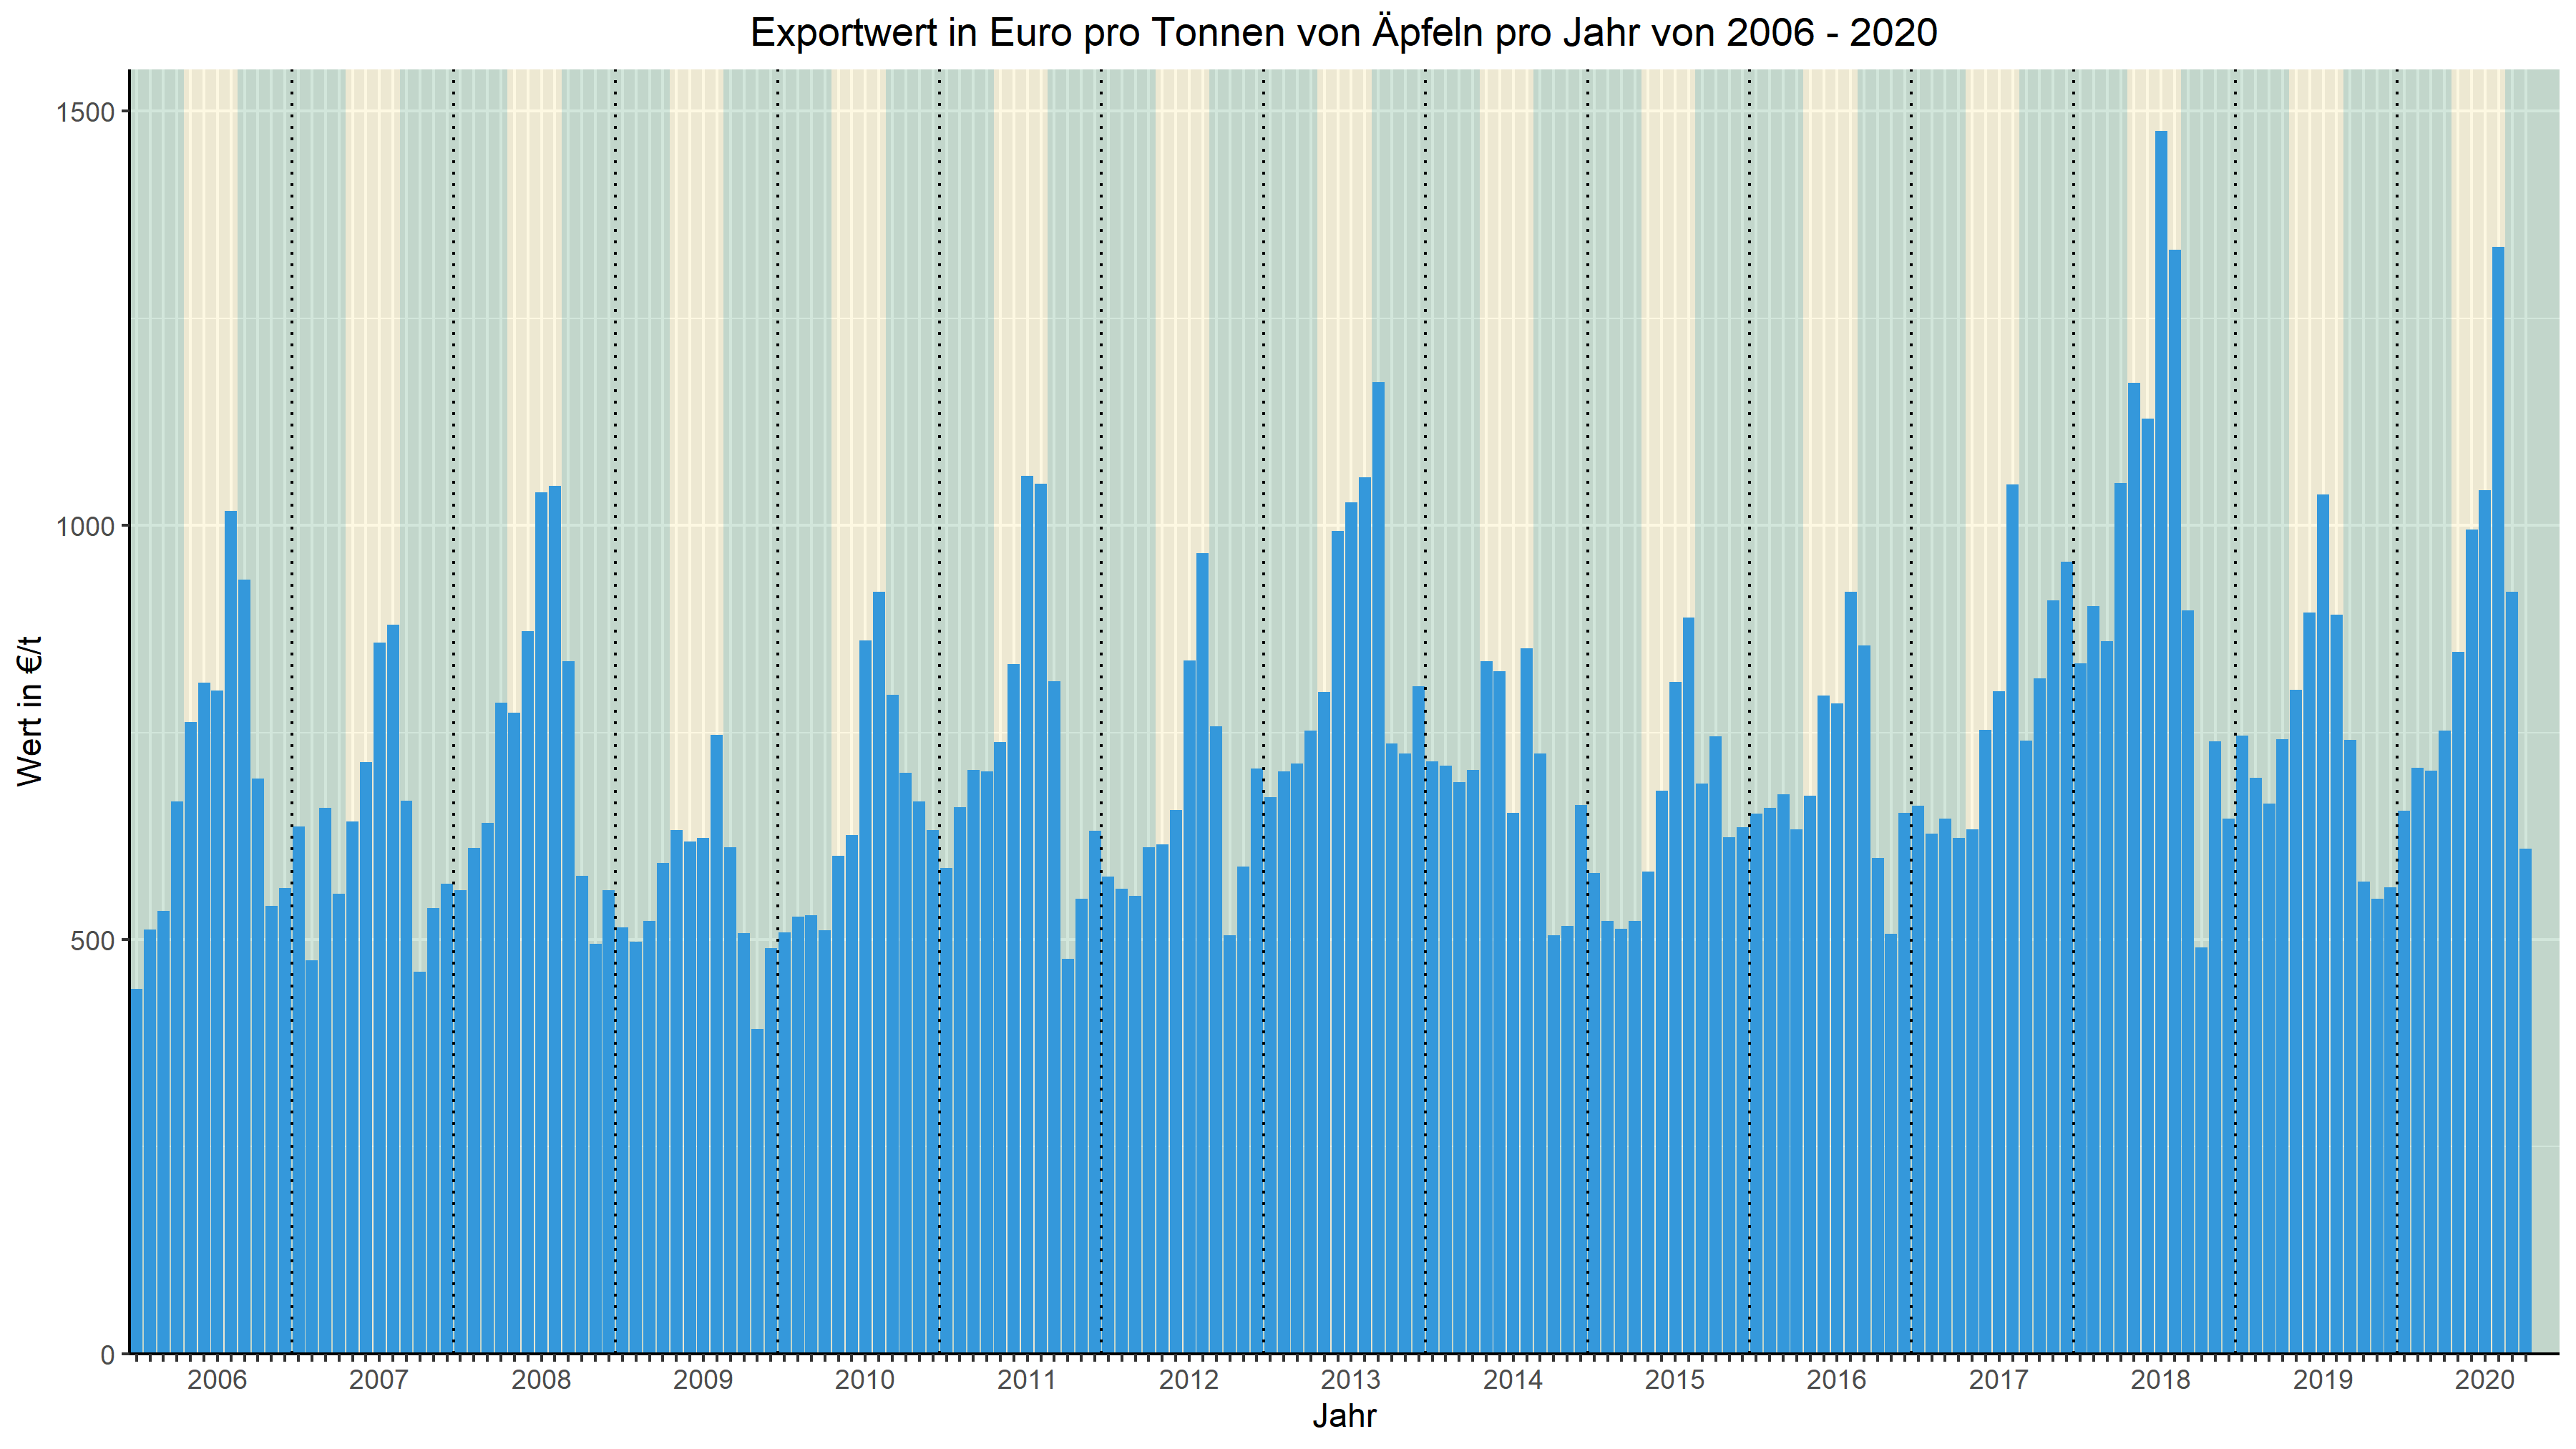 Exportwert in Euro pro Tonnen von Äpfeln pro Jahr von 2006 - 2020
Wert in €/t
1500
1000
500
0
2006 2007 2008 2009 2010 2011 2012 2013 2014 2015 2016 2017 2018 2019 2020
Jahr